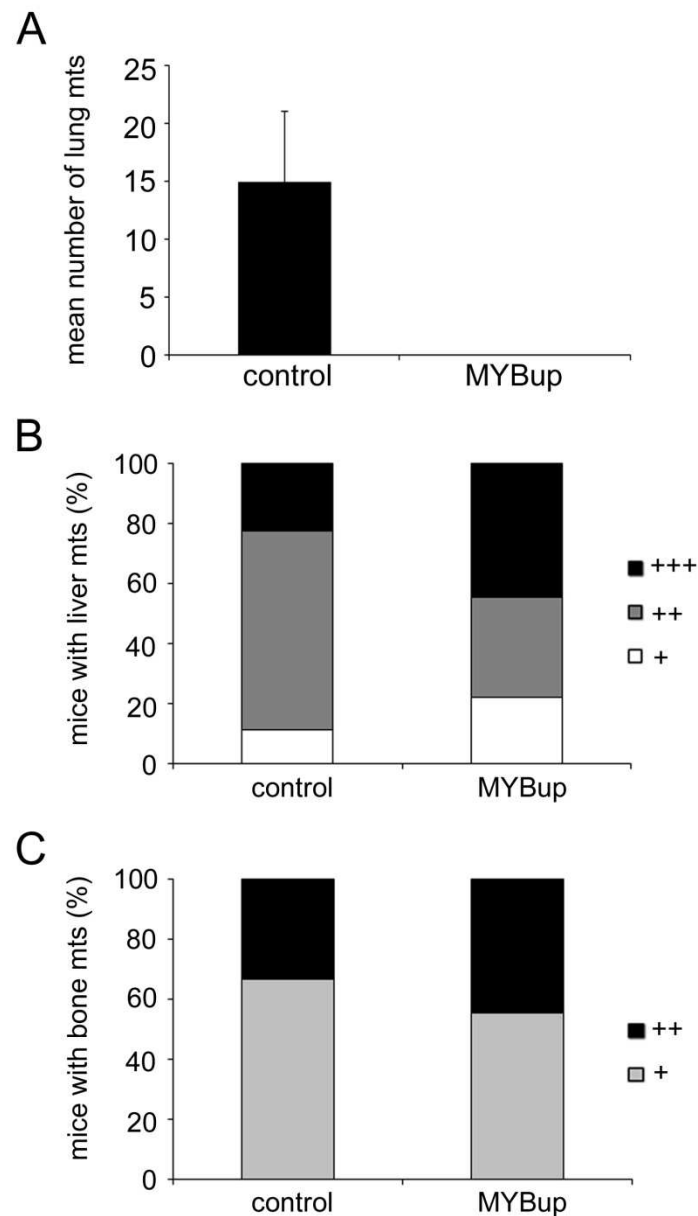 A
mean number of lung mts
25
20
15
10
5
0
control MYBup
B
mice with liver mts (%)
100
80
60
40
20
0
control MYBup
+++
++
+
C
mice with bone mts (%)
100
80
60
40
20
0
control MYBup
++
+